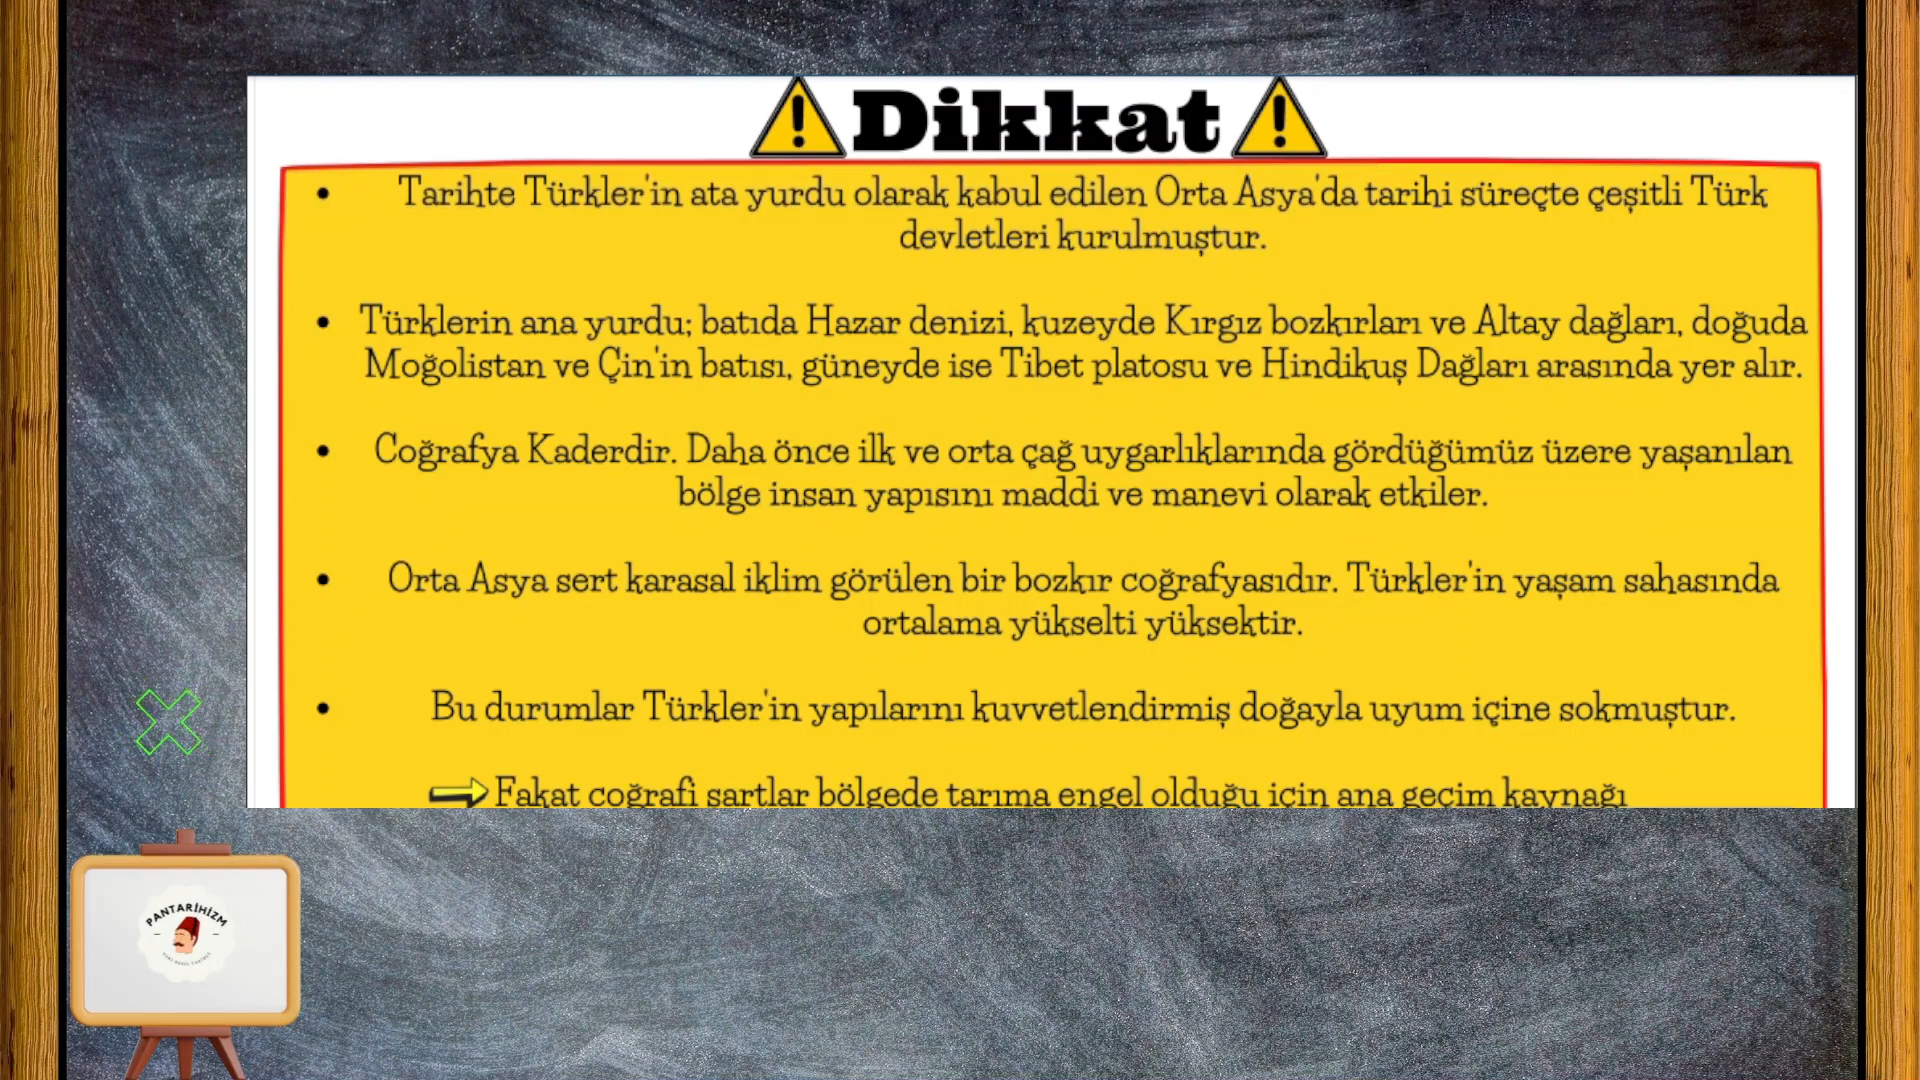 Dikkat
• Tarihte Türkler'in ata yurdu olarak kabul edilen Orta Asya'da tarihi süreçte çeşitli Türk
devletleri kurulmuştur.
• Türklerin ana yurdu; batıda Hazar denizi, kuzeyde Kırgız bozkırları ve Altay dağları, doğuda
Moğolistan ve Çin'in batısı, güneyde ise Tibet platosu ve Hindikuş Dağları arasında yer alır.
• Coğrafya Kaderdir. Daha önce ilk ve orta çağ uygarlıklarında gördüğümüz üzere yaşanılan
bölge insan yapısını maddi ve manevi olarak etkiler.
• Orta Asya sert karasal iklim görülen bir bozkır coğrafyasıdır. Türkler'in yaşam sahasında
ortalama yükselti yüksektir.
• Bu durumlar Türkler'in yapılarını kuvvetlendirmiş doğayla uyum içine sokmuştur.
Fakat coğrafi şartlar bölgede tarıma engel olduğu için ana geçim kaynağı
PANTARİHİZM